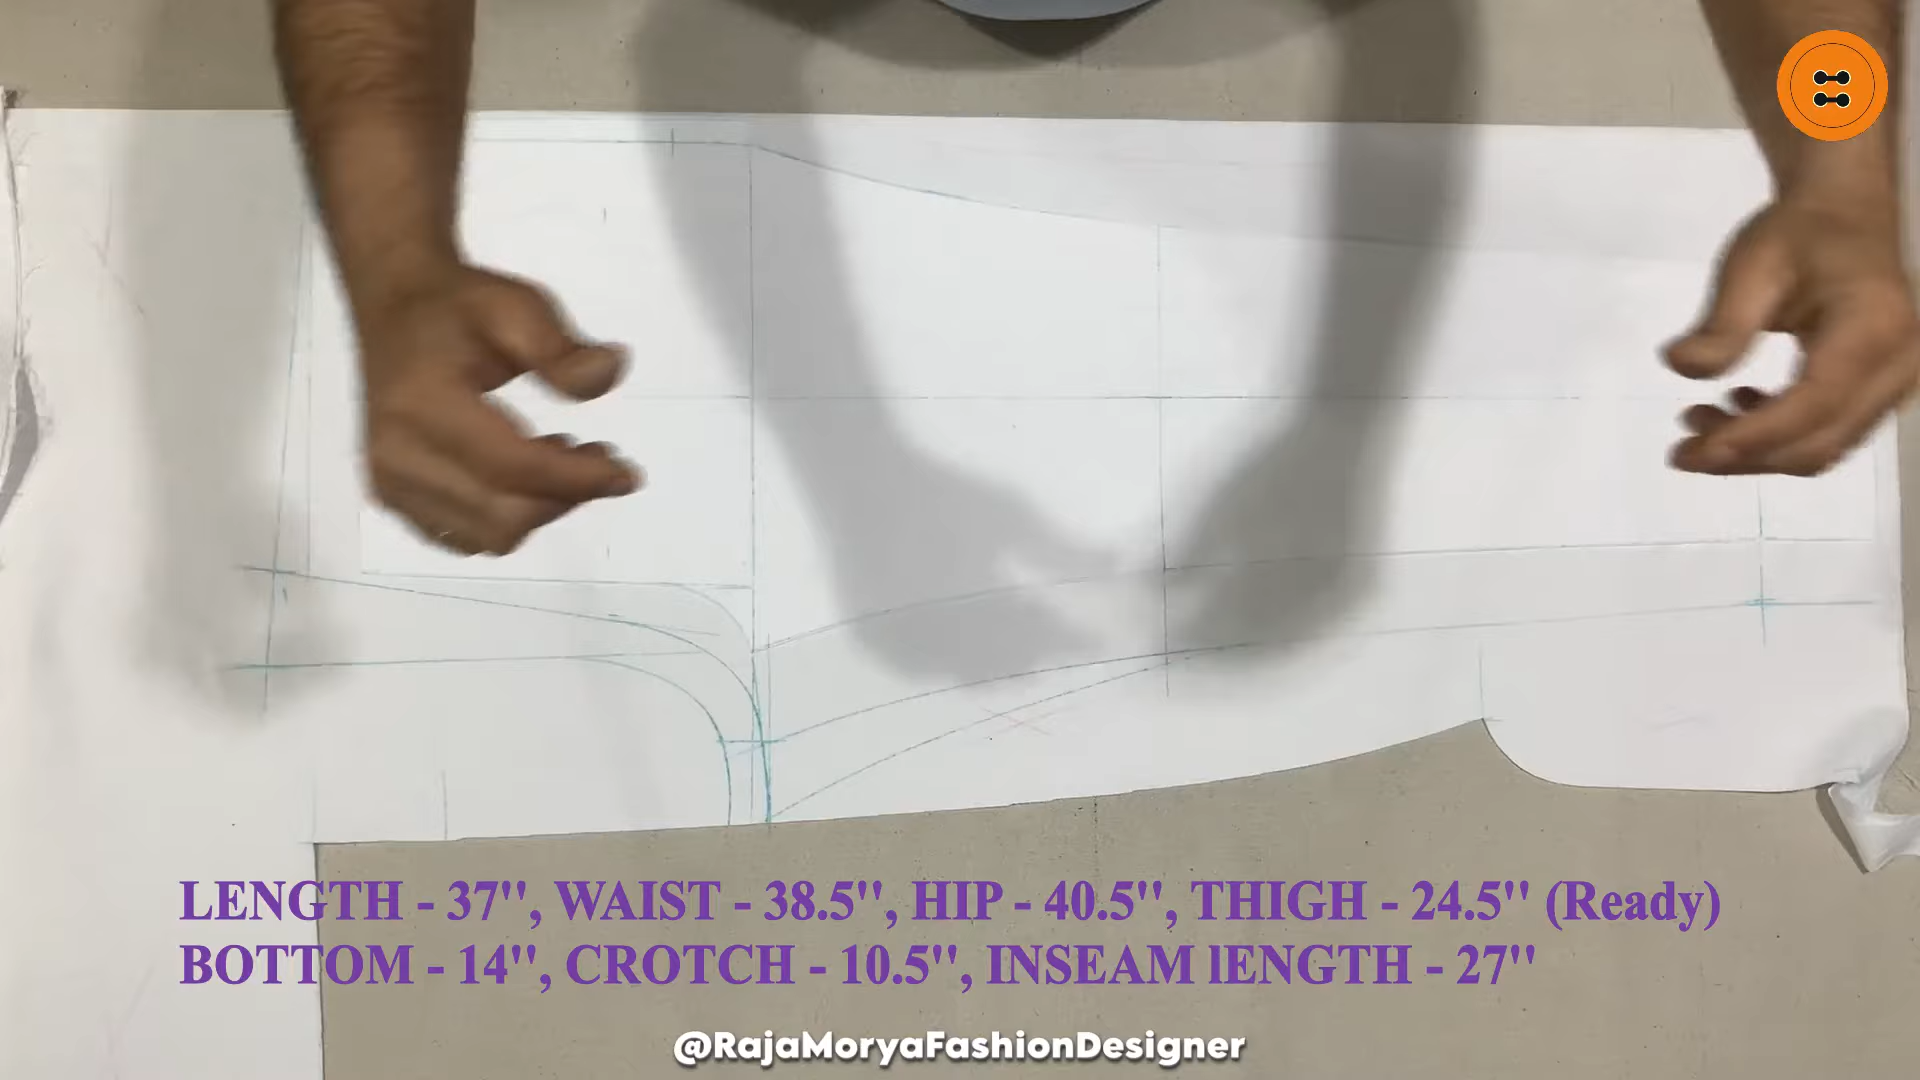 LENGTH - 37'', WAIST - 38.5'', HIP - 40.5'', THIGH - 24.5'' (Ready)
BOTTOM - 14'', CROTCH - 10.5'', INSEAM lENGTH - 27''
@RajaMoryaFashionDesigner